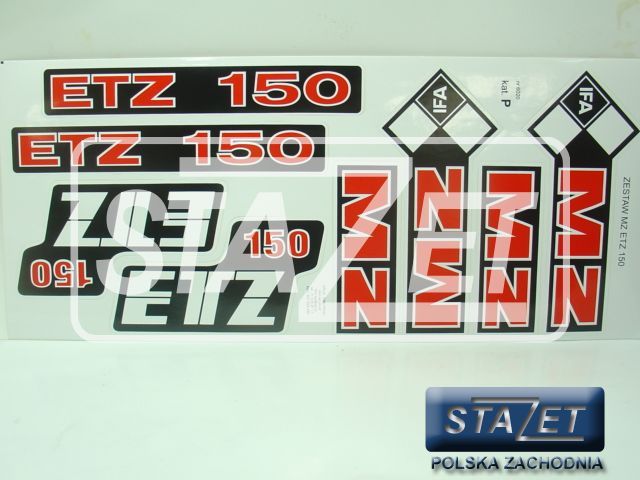 ETZ 150
ETZ 150
ETZ
150
150
ETZ
IFA
MZ
MZ
MZ
IFA
MZ
kat. P
ZESTAW MZ ETZ 150
STAZET
STAZET
POLSKA ZACHODNIA